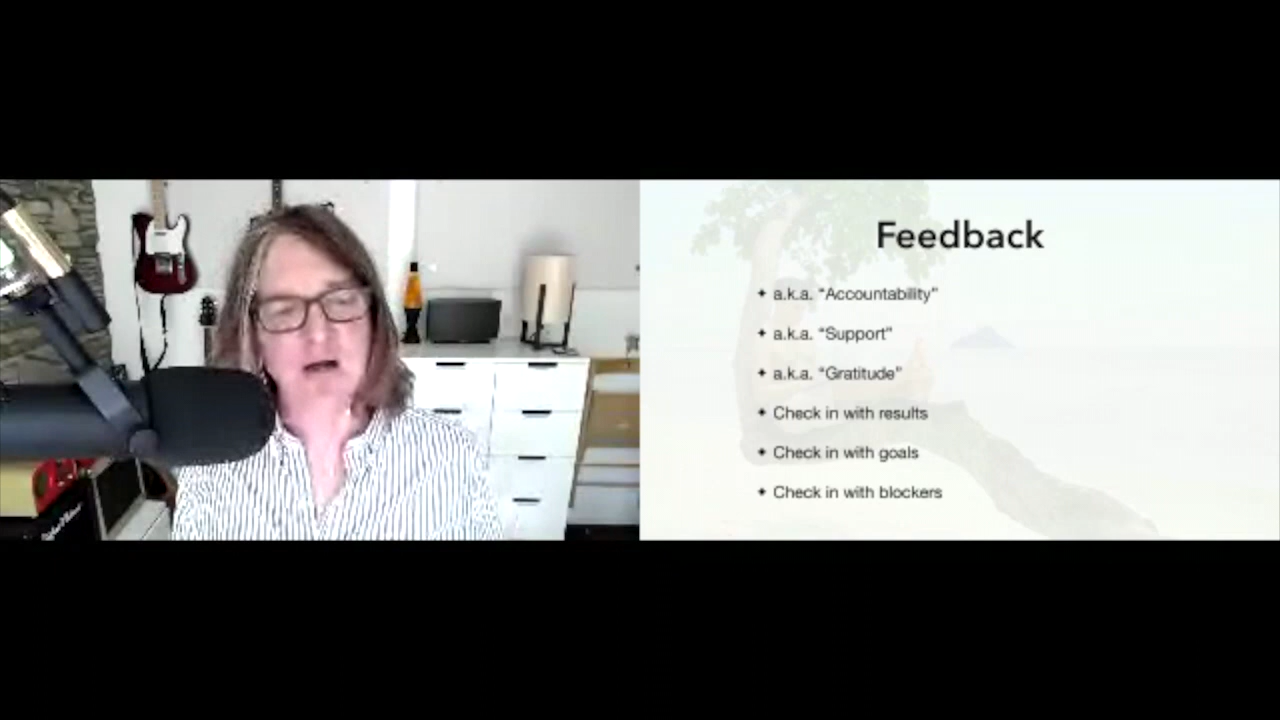 Feedback
✦ a.k.a. “Accountability”
✦ a.k.a. “Support”
✦ a.k.a. “Gratitude”
✦ Check in with results
✦ Check in with goals
✦ Check in with blockers